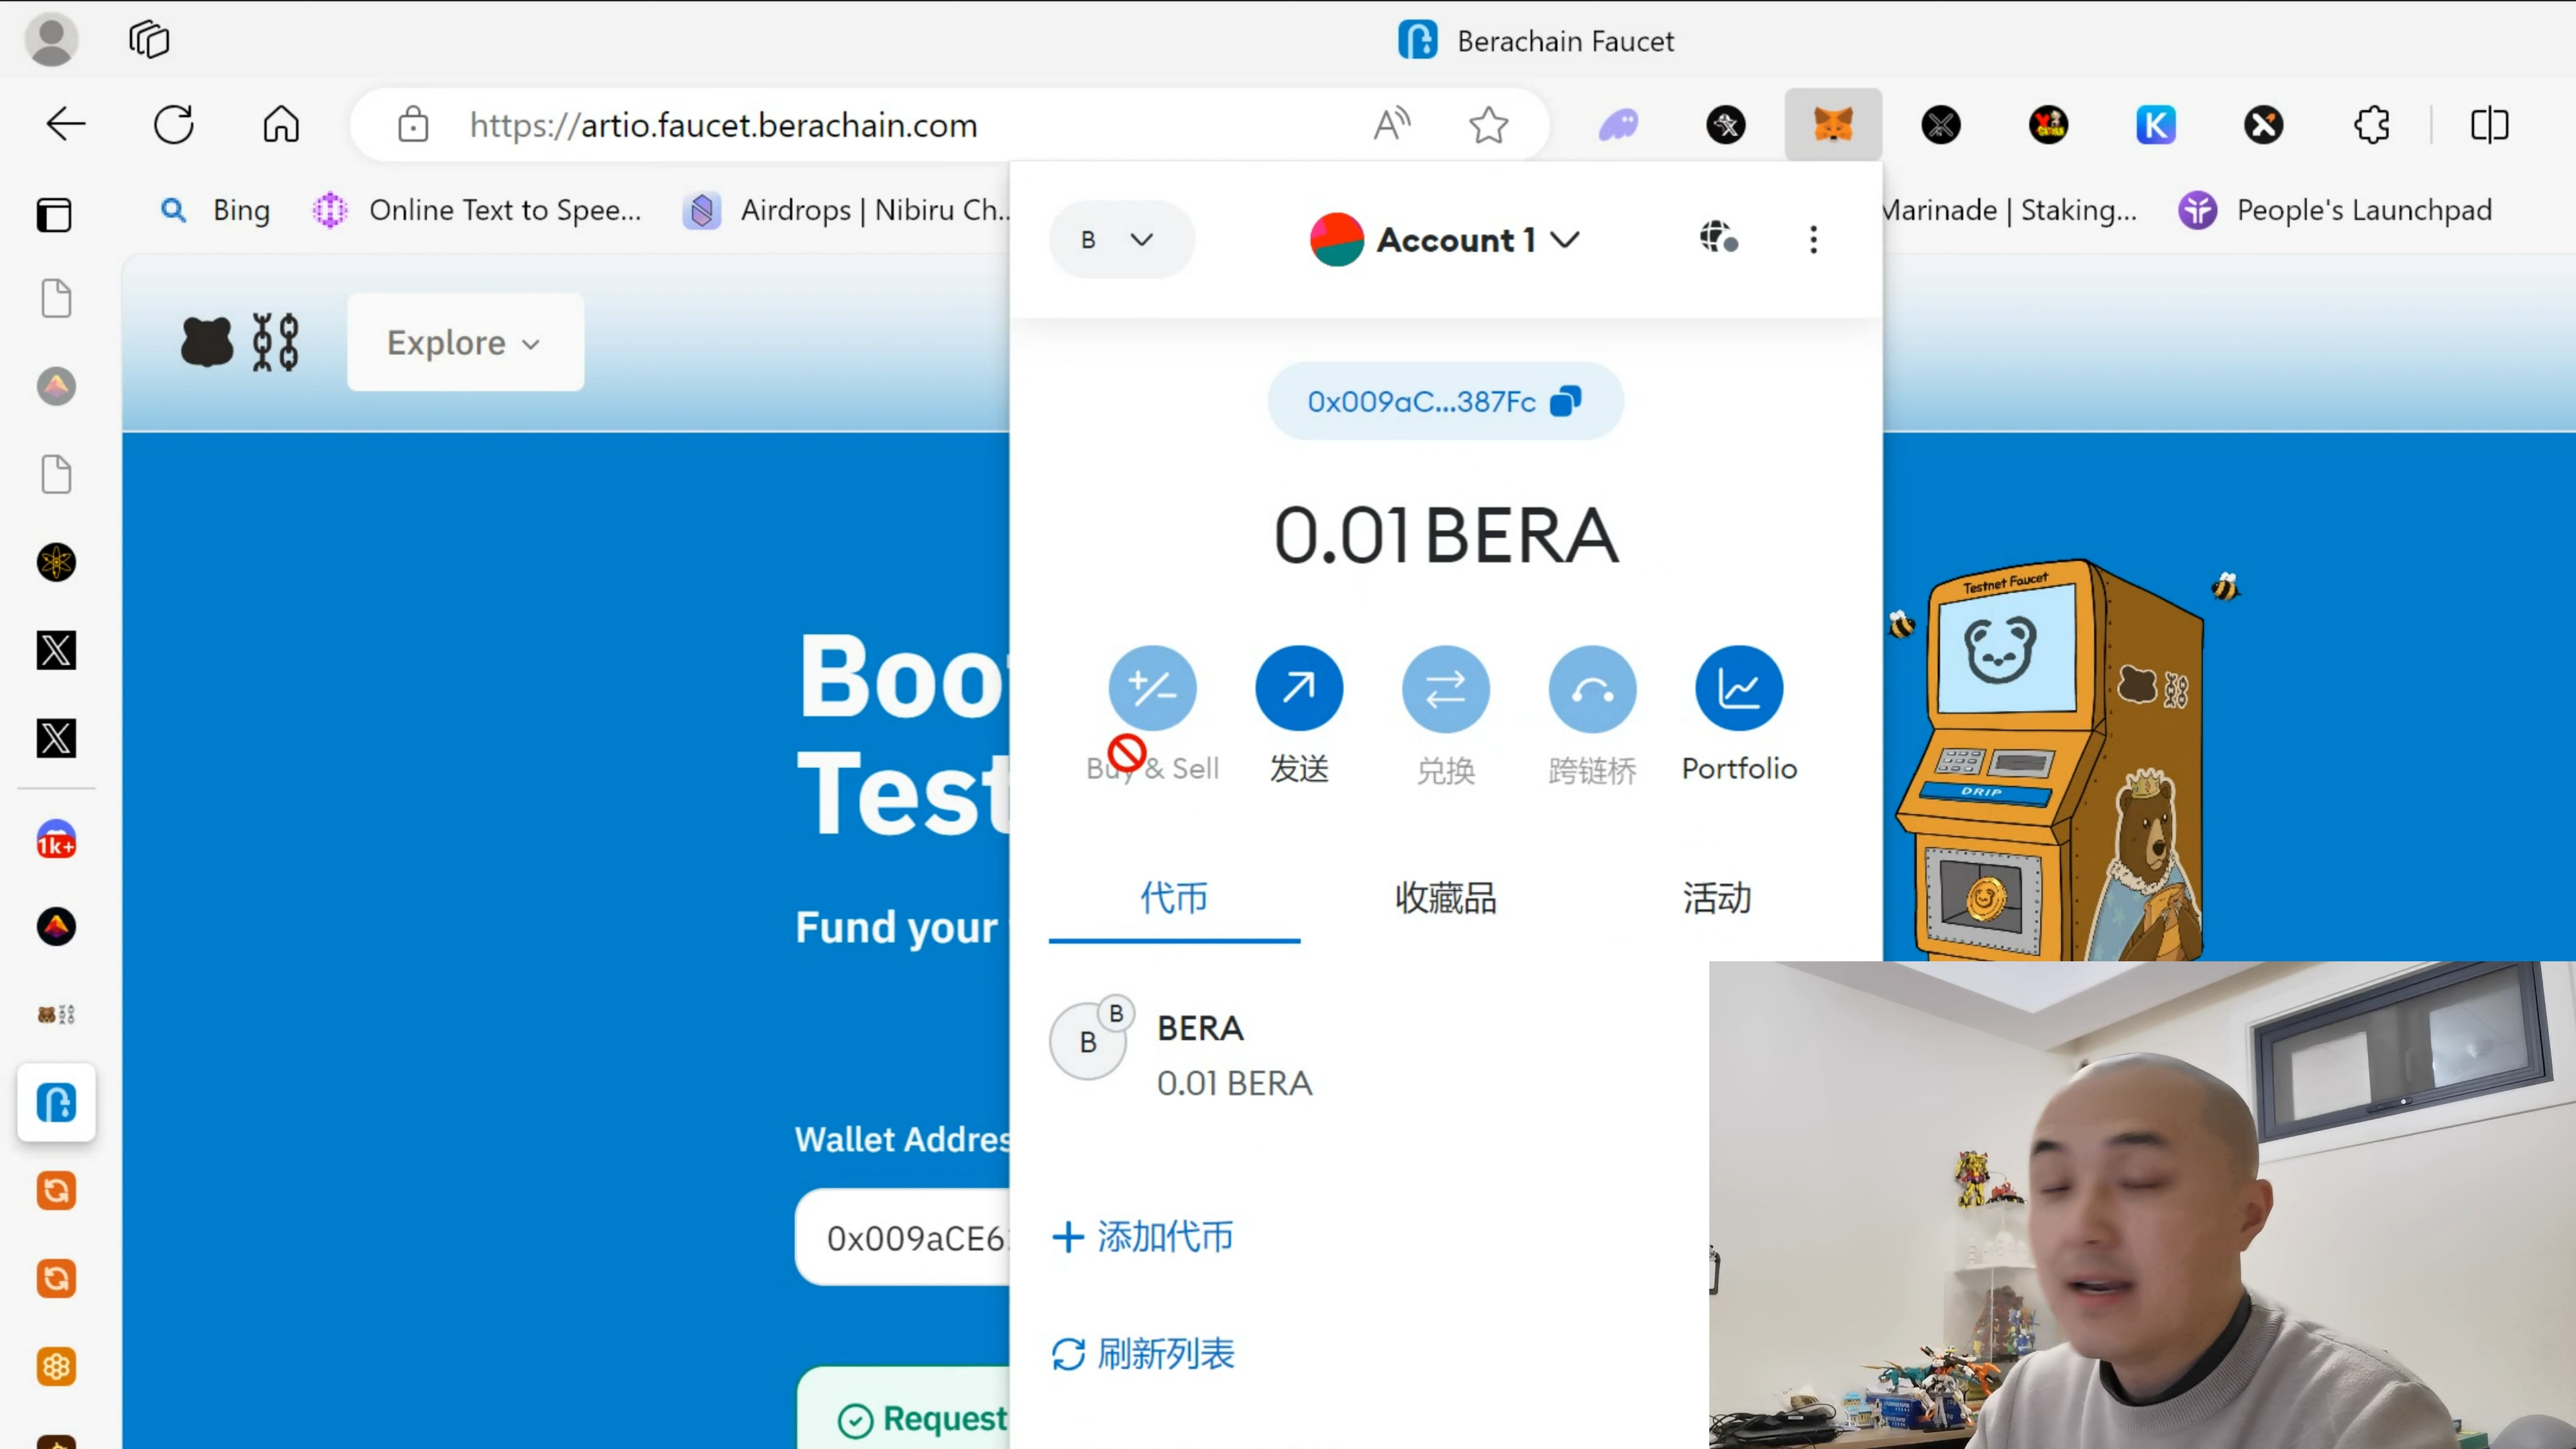 Berachain Faucet
https://artio.faucet.berachain.com
Bing
Online Text to Spee...
Airdrops | Nibiru Ch...
Marinade | Staking...
People's Launchpad
B
Account 1
Explore
0x009aC...387Fc
0.01 BERA
Buy & Sell
发送
兑换
跨链桥
Portfolio
代币
收藏品
活动
B
B
BERA
0.01 BERA
添加代币
刷新列表
Boo
Test
Fund your
Wallet Addres
0x009aCE6
Request
Testnet Faucet
DRIP
1k+
K